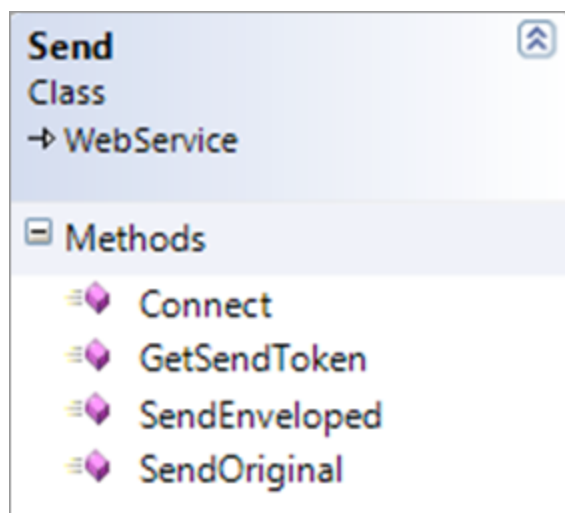 Send
Class
WebService
Methods
Connect
GetSendToken
SendEnveloped
SendOriginal